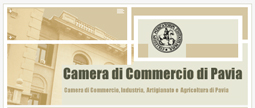 Camera di Commercio di Pavia
Camera di Commercio, Industria, Artigianato e Agricoltura di Pavia